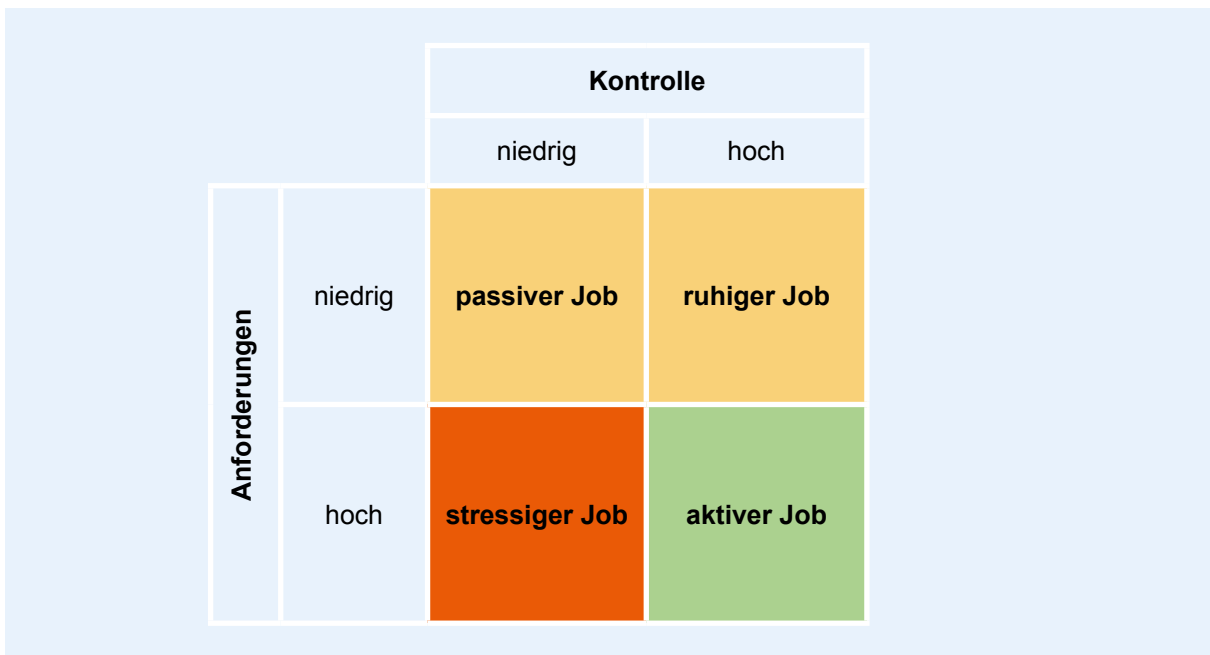 Kontrolle
niedrig
hoch
Anforderungen
niedrig
passiver Job
ruhiger Job
hoch
stressiger Job
aktiver Job